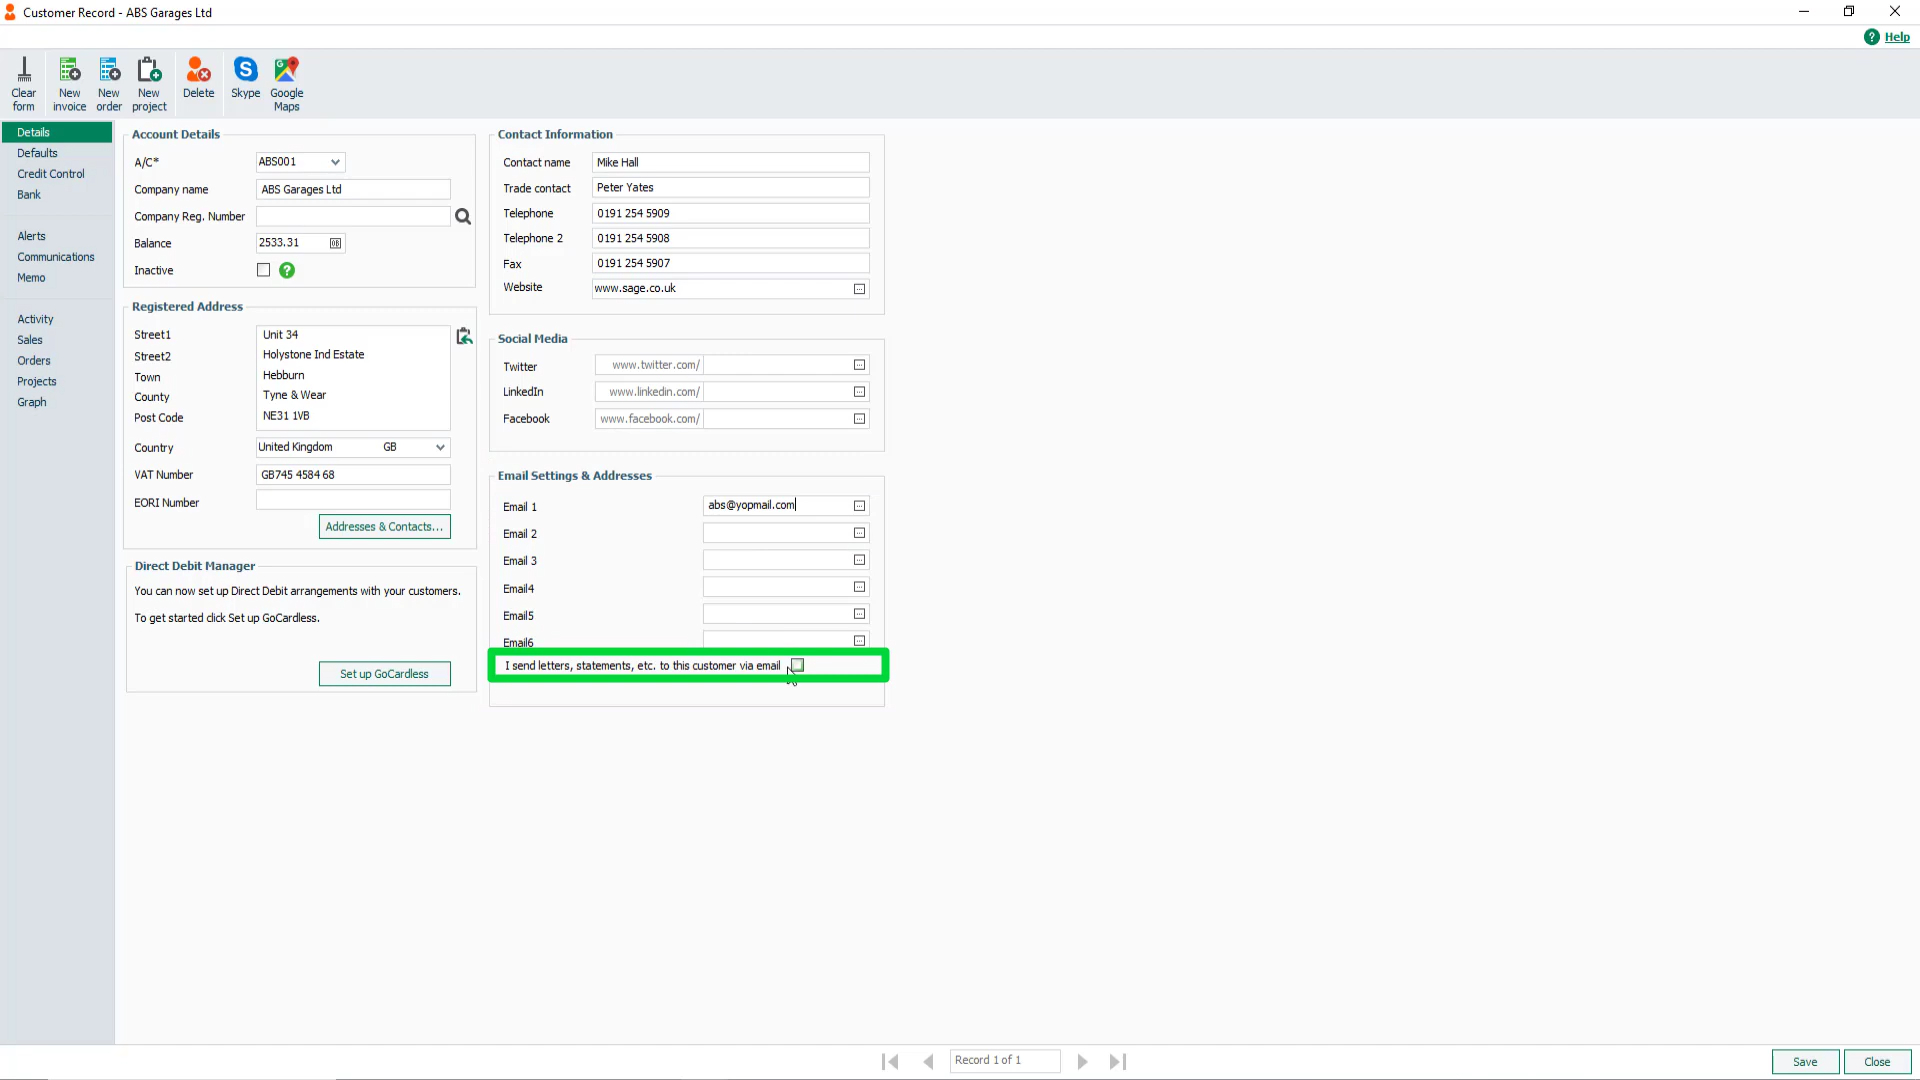 Customer Record - ABS Garages Ltd
Help
Clear form
New invoice
New order
New project
Delete
Skype
Google Maps
Details
Defaults
Credit Control
Bank
Alerts
Communications
Memo
Activity
Sales
Orders
Projects
Graph
Account Details
A/C* ABS001
Company name ABS Garages Ltd
Company Reg. Number
Balance 2533.31
Inactive
Registered Address
Street1 Unit 34
Street2 Holystone Ind Estate
Town Hebburn
County Tyne & Wear
Post Code NE31 1VB
Country United Kingdom GB
VAT Number GB745 4584 68
EORI Number
Addresses & Contacts...
Direct Debit Manager
You can now set up Direct Debit arrangements with your customers.
To get started click Set up GoCardless.
Set up GoCardless
Contact Information
Contact name Mike Hall
Trade contact Peter Yates
Telephone 0191 254 5909
Telephone 2 0191 254 5908
Fax 0191 254 5907
Website www.sage.co.uk
Social Media
Twitter www.twitter.com/
LinkedIn www.linkedin.com/
Facebook www.facebook.com/
Email Settings & Addresses
Email 1 abs@yopmail.com
Email 2
Email 3
Email4
Email5
Email6
I send letters, statements, etc. to this customer via email
Record 1 of 1
Save
Close